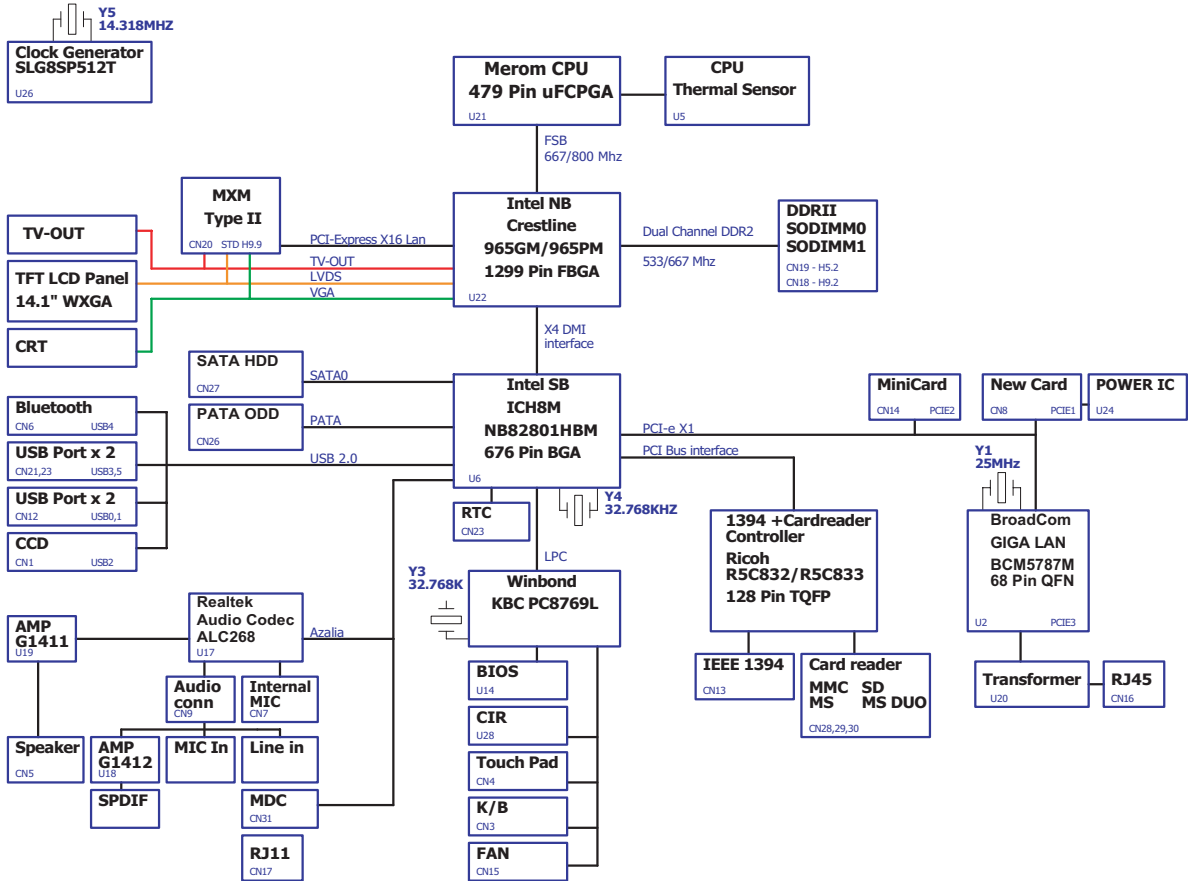 Y5
14.318MHZ
Clock Generator
SLG8SP512T
U26
Merom CPU
479 Pin uFCPGA
U21
CPU
Thermal Sensor
U5
FSB
667/800 Mhz
MXM
Type II
CN20 STD H9.9
Intel NB
Crestline
965GM/965PM
1299 Pin FBGA
U22
DDRII
SODIMM0
SODIMM1
CN19 - H5.2
CN18 - H9.2
Dual Channel DDR2
533/667 Mhz
TV-OUT
TFT LCD Panel
14.1" WXGA
CRT
PCI-Express X16 Lan
TV-OUT
LVDS
VGA
X4 DMI
interface
SATA HDD
CN27
SATA0
PATA ODD
CN26
PATA
Intel SB
ICH8M
NB82801HBM
676 Pin BGA
U6
MiniCard
CN14 PCIE2
New Card
CN8 PCIE1
POWER IC
U24
PCI-e X1
PCI Bus interface
Bluetooth
CN6 USB4
USB Port x 2
CN21,23 USB3,5
USB Port x 2
CN12 USB0,1
CCD
CN1 USB2
USB 2.0
RTC
CN23
Y4
32.768KHZ
Y1
25MHz
1394 +Cardreader
Controller
Ricoh
R5C832/R5C833
128 Pin TQFP
BroadCom
GIGA LAN
BCM5787M
68 Pin QFN
U2 PCIE3
LPC
Y3
32.768K
Winbond
KBC PC8769L
AMP
G1411
U19
Realtek
Audio Codec
ALC268
U17
Azalia
Audio
conn
CN9
Internal
MIC
CN7
BIOS
U14
IEEE 1394
CN13
Card reader
MMC SD
MS MS DUO
CN28,29,30
Transformer
U20
RJ45
CN16
CIR
U28
Speaker
CN5
AMP
G1412
U18
MIC In
Line in
Touch Pad
CN4
SPDIF
MDC
CN31
K/B
CN3
RJ11
CN17
FAN
CN15